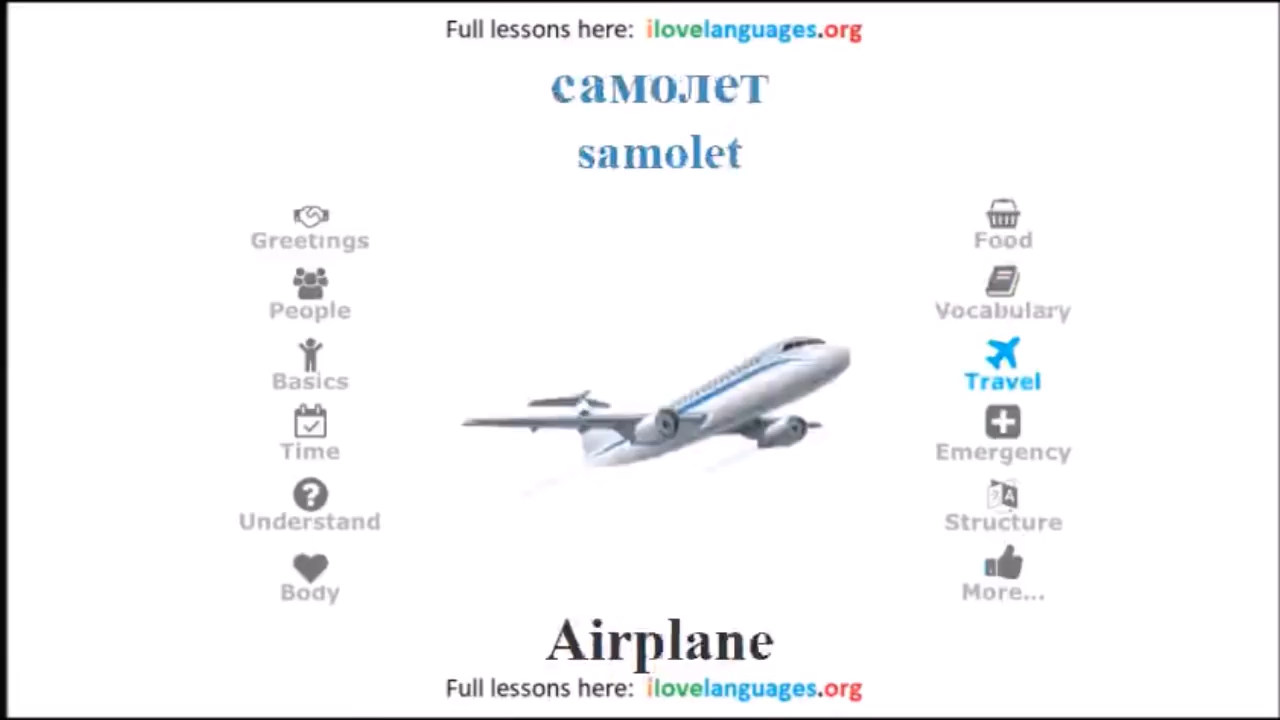 Full lessons here: ilovelanguages.org
самолет
samolet
Greetings
People
Basics
Time
Understand
Body
Food
Vocabulary
Travel
Emergency
Structure
More...
Airplane
Full lessons here: ilovelanguages.org